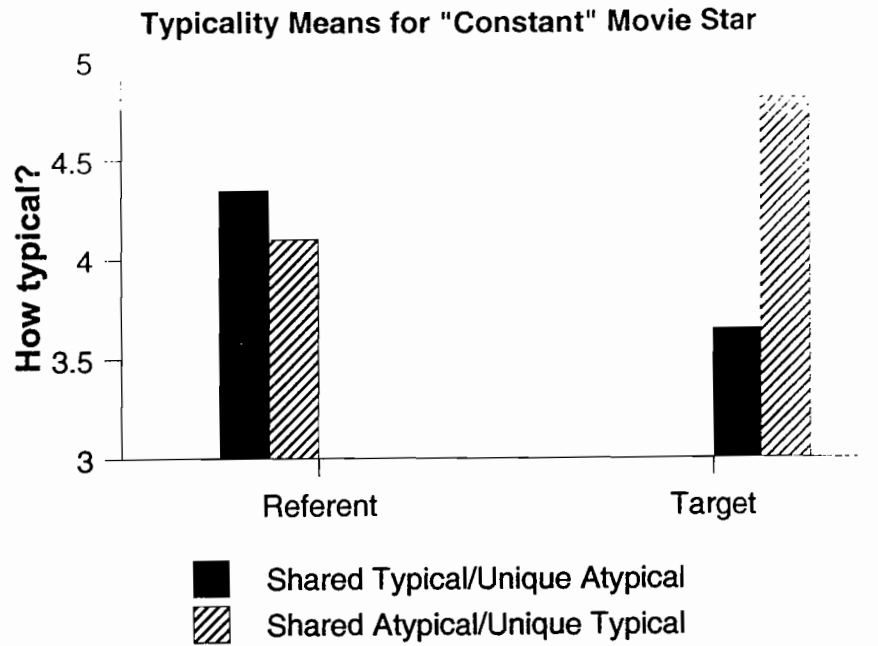 Typicality Means for "Constant" Movie Star
5
4.5
4
3.5
3
How typical?
Referent
Target
Shared Typical/Unique Atypical
Shared Atypical/Unique Typical